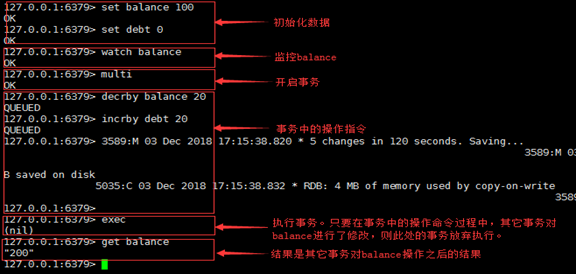 127.0.0.1:6379> set balance 100
OK
127.0.0.1:6379> set debt 0
OK
初始化数据
127.0.0.1:6379> watch balance
OK
监控balance
127.0.0.1:6379> multi
OK
开启事务
127.0.0.1:6379> decrby balance 20
QUEUED
127.0.0.1:6379> incrby debt 20
QUEUED
事务中的操作指令
127.0.0.1:6379> 3589:M 03 Dec 2018 17:15:38.820 * 5 changes in 120 seconds. Saving...
3589:M 03
B saved on disk
5035:C 03 Dec 2018 17:15:38.832 * RDB: 4 MB of memory used by copy-on-write
3589
127.0.0.1:6379>
127.0.0.1:6379> exec
(nil)
执行事务。只要在事务中的操作命令过程中，其它事务对
balance进行了修改，则此处的事务放弃执行。
127.0.0.1:6379> get balance
"200"
结果是其它事务对balance操作之后的结果
127.0.0.1:6379>